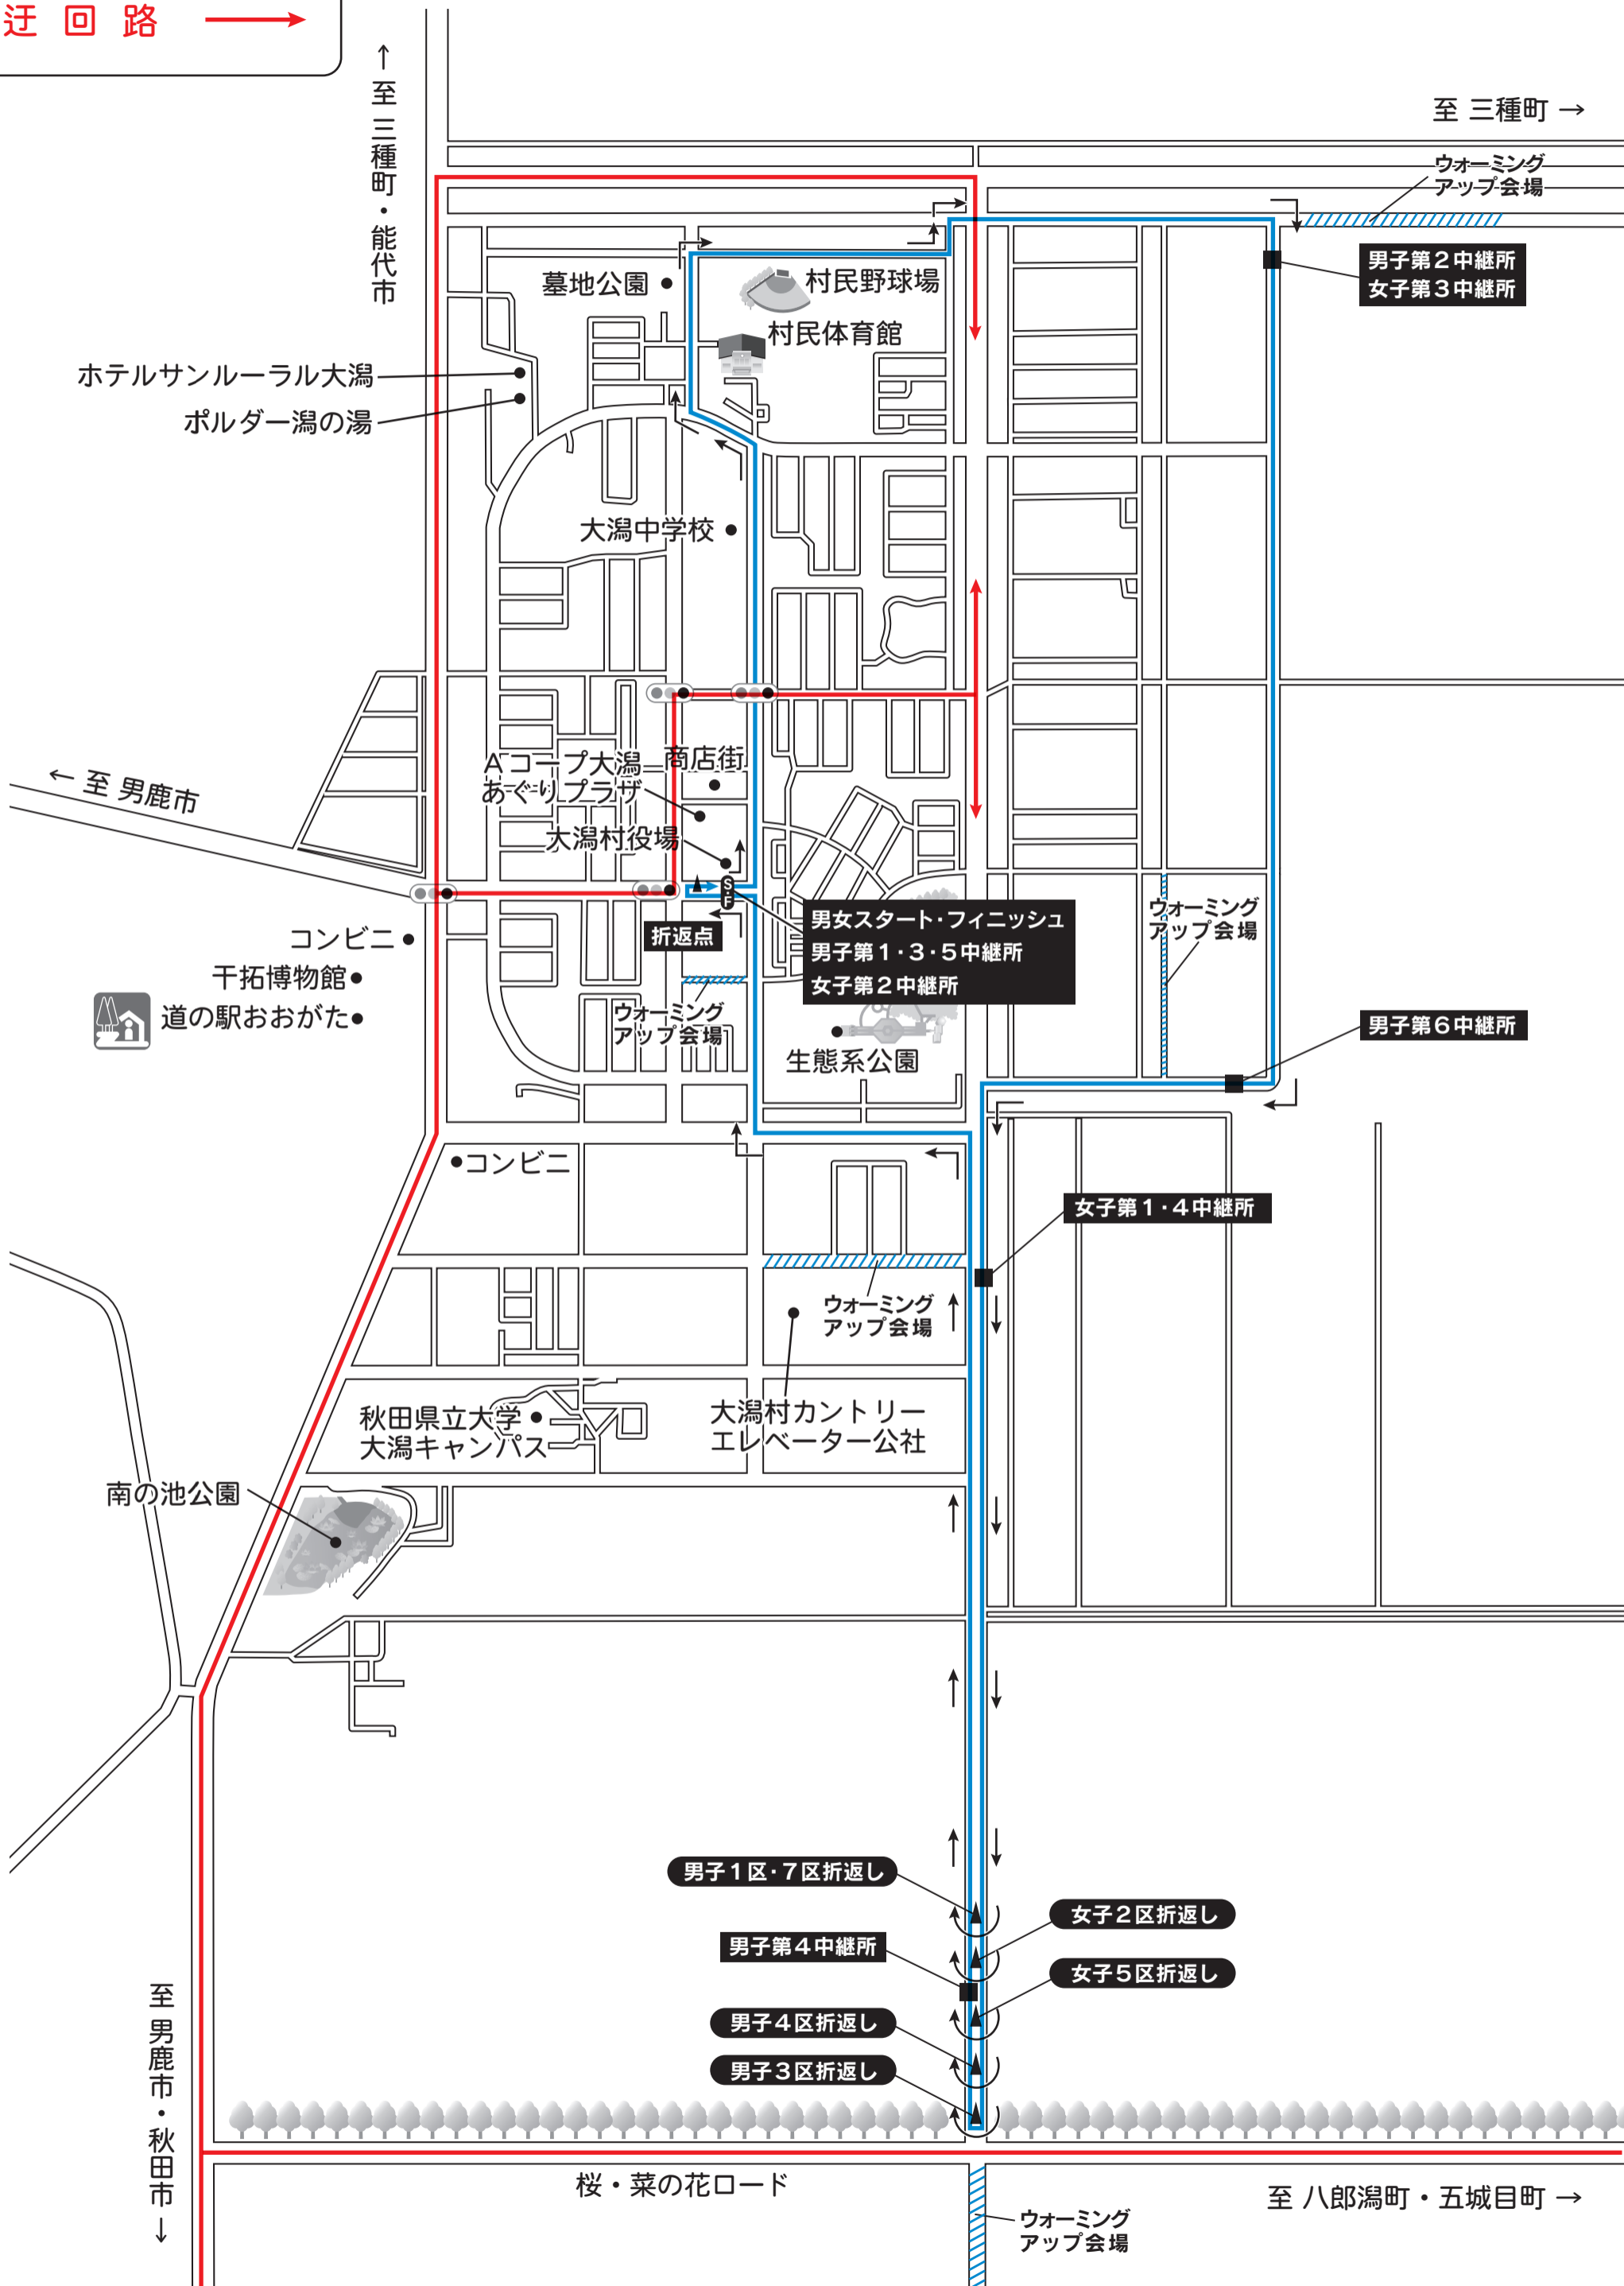 迂回路
↑至 三種町・能代市
至 三種町→
ウォーミング
アップ会場
男子第2中継所
女子第3中継所
墓地公園
村民野球場
村民体育館
ホテルサンルーラル大潟
ポルダー潟の湯
大潟中学校
商店街
Aコープ大潟
あぐりプラザ
大潟村役場
←至 男鹿市
S・F
折返点
男女スタート・フィニッシュ
男子第1・3・5中継所
女子第2中継所
ウォーミング
アップ会場
コンビニ
干拓博物館
道の駅おおがた
ウォーミング
アップ会場
生態系公園
男子第6中継所
コンビニ
女子第1・4中継所
ウォーミング
アップ会場
秋田県立大学
大潟キャンパス
大潟村カントリー
エレベーター公社
南の池公園
男子1区・7区折返し
女子2区折返し
男子第4中継所
女子5区折返し
男子4区折返し
男子3区折返し
至 男鹿市・秋田市↓
桜・菜の花ロード
至 八郎潟町・五城目町→
ウォーミング
アップ会場